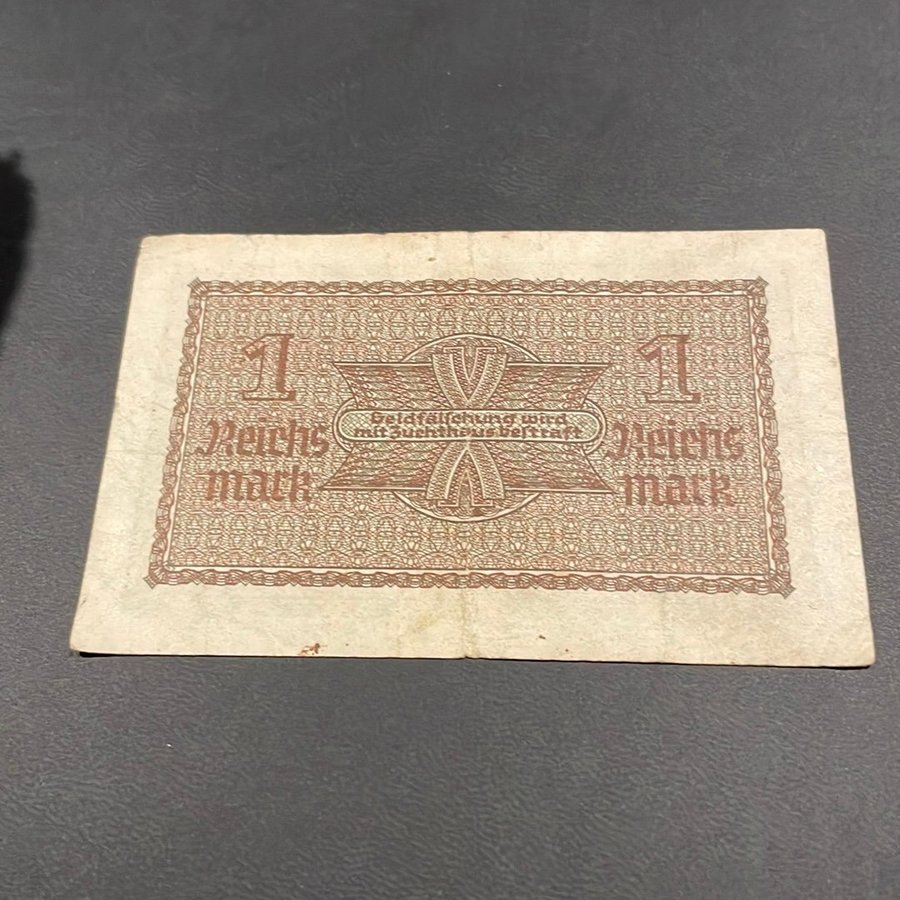 1
Reichs
mark
Geldfälschung wird
mit Zuchthaus bestraft
1
Reichs
mark